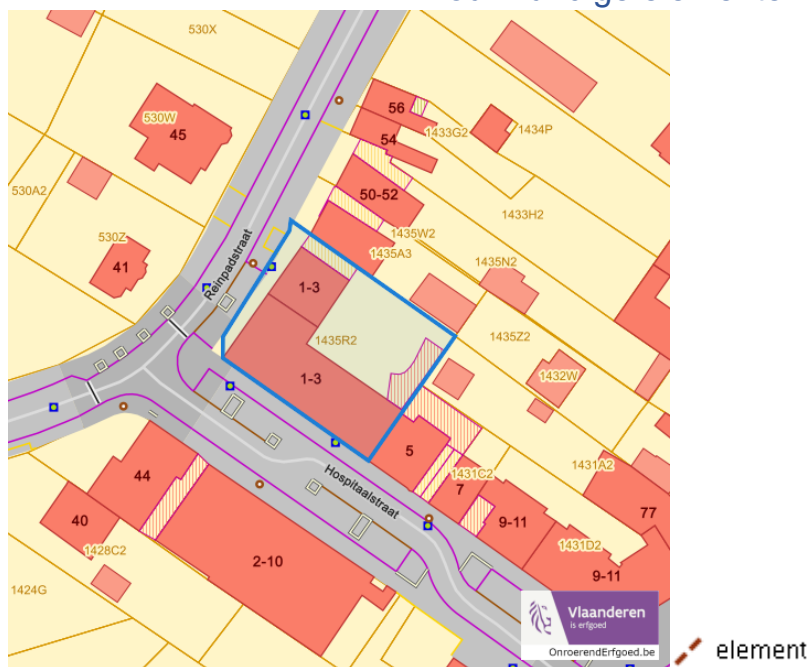 530X
56
1433G2
1434P
530W
45
54
530A2
50-52
1433H2
1435W2
530Z
Reinpadstraat
1435A3
1435N2
41
1-3
1435R2
1435Z2
1-3
1432W
5
1431A2
44
Hospitaalstraat
1431C2
7
77
40
9-11
1428C2
1431D2
2-10
9-11
1424G
Vlaanderen
is erfgoed
OnroerendErfgoed.be
element